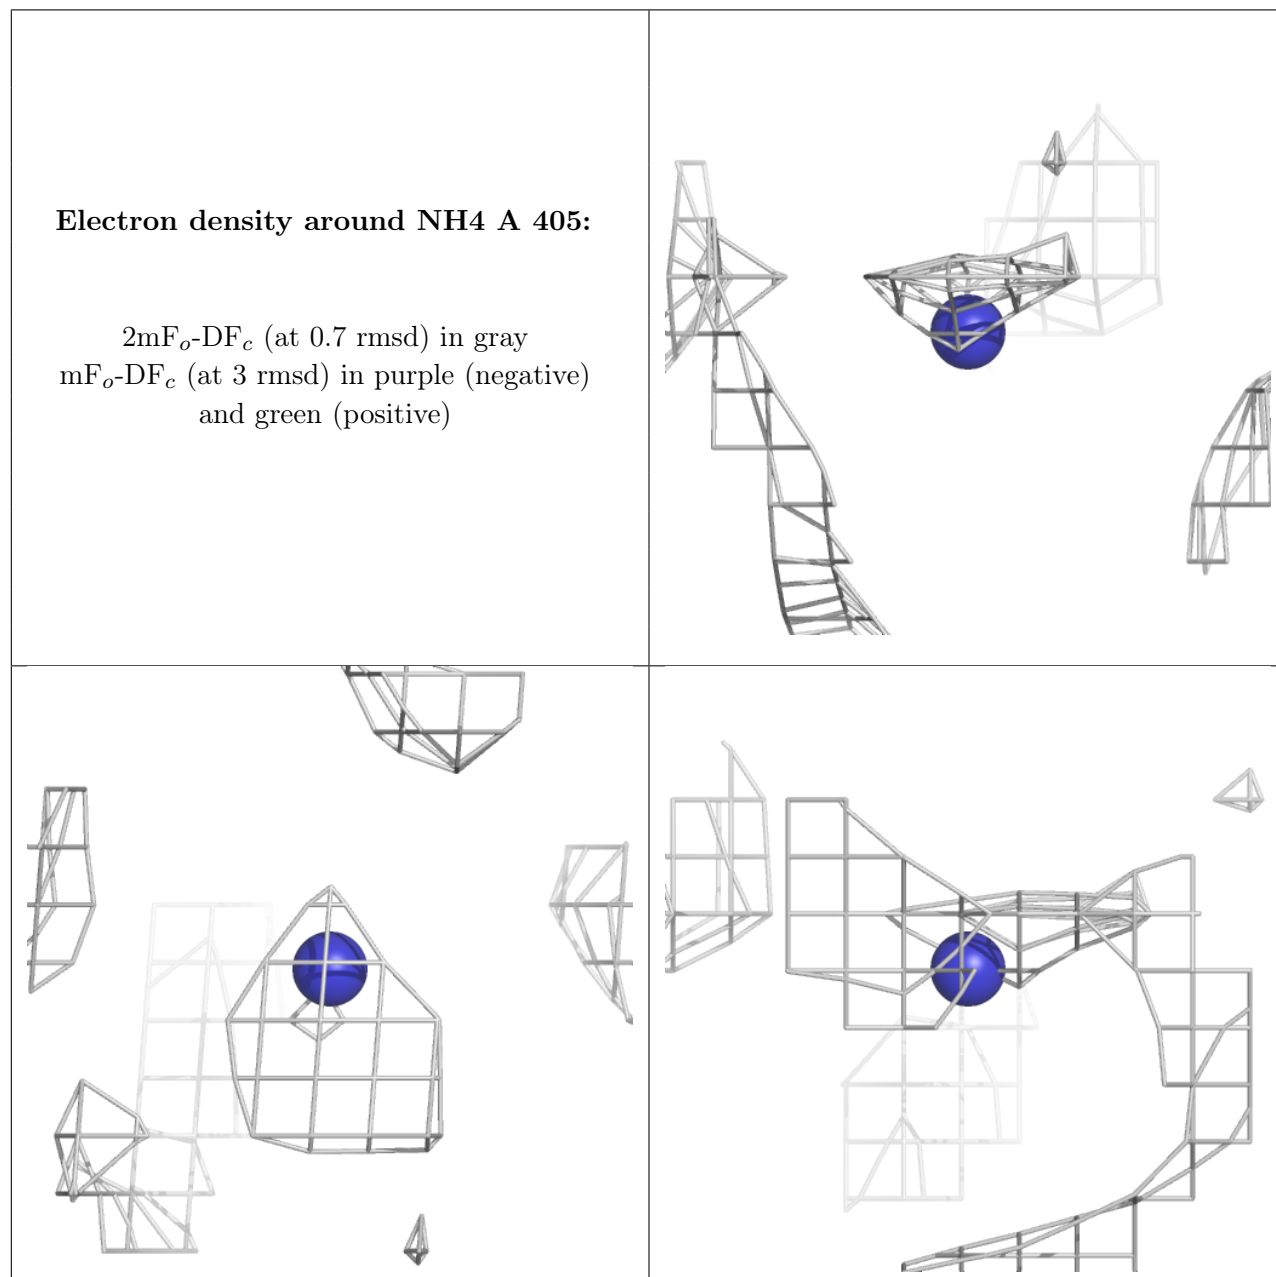 Electron density around NH4 A 405:
2mFo-DFc (at 0.7 rmsd) in gray
mFo-DFc (at 3 rmsd) in purple (negative)
and green (positive)